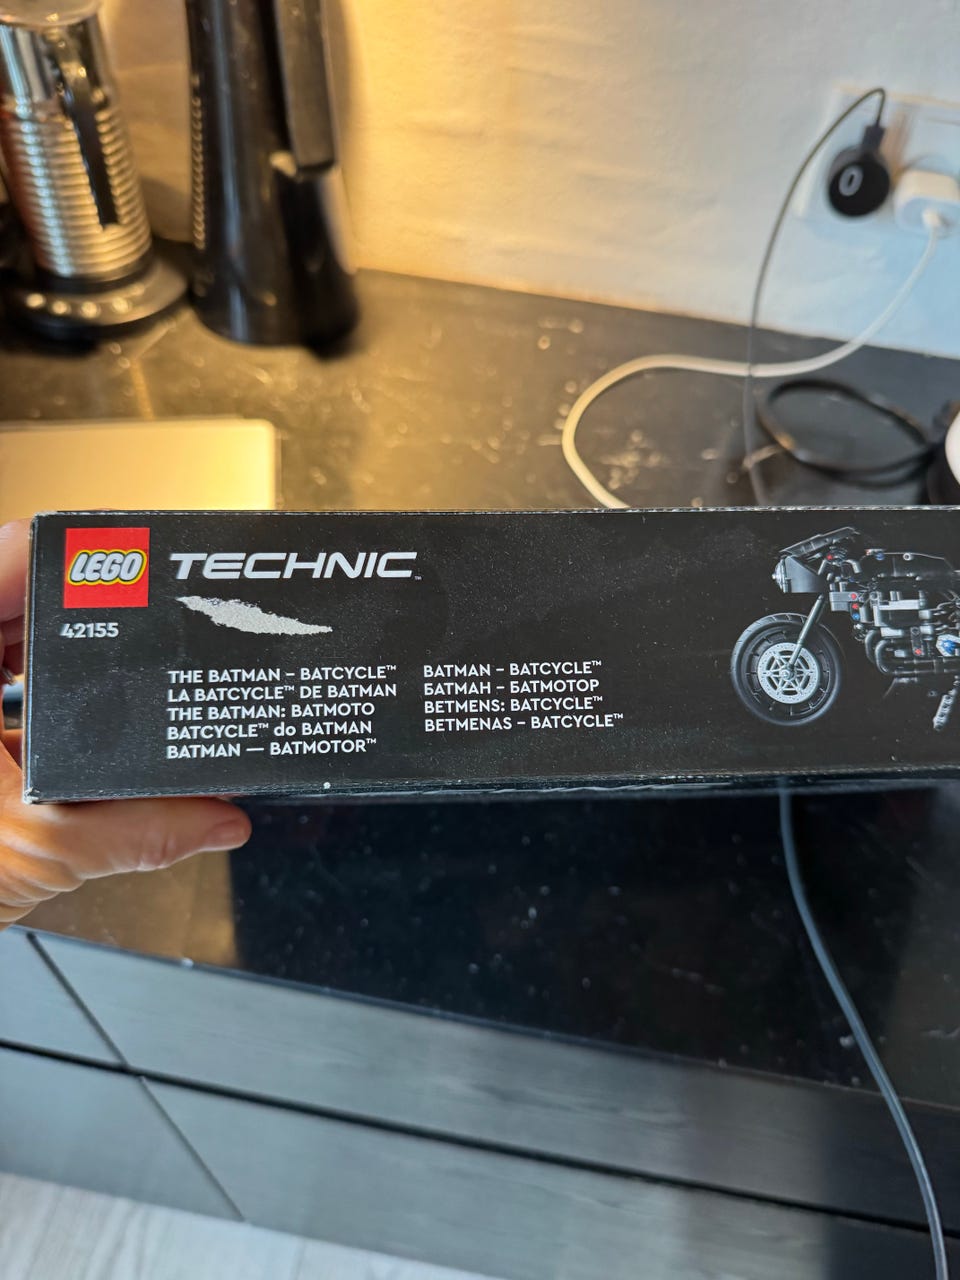 LEGO
TECHNIC™
42155
THE BATMAN – BATCYCLE™
LA BATCYCLE™ DE BATMAN
THE BATMAN: BATMOTO
BATCYCLE™ do BATMAN
BATMAN — BATMOTOR™
BATMAN – BATCYCLE™
БАТМАН – БАТМОТОР
BETMENS: BATCYCLE™
BETMENAS – BATCYCLE™